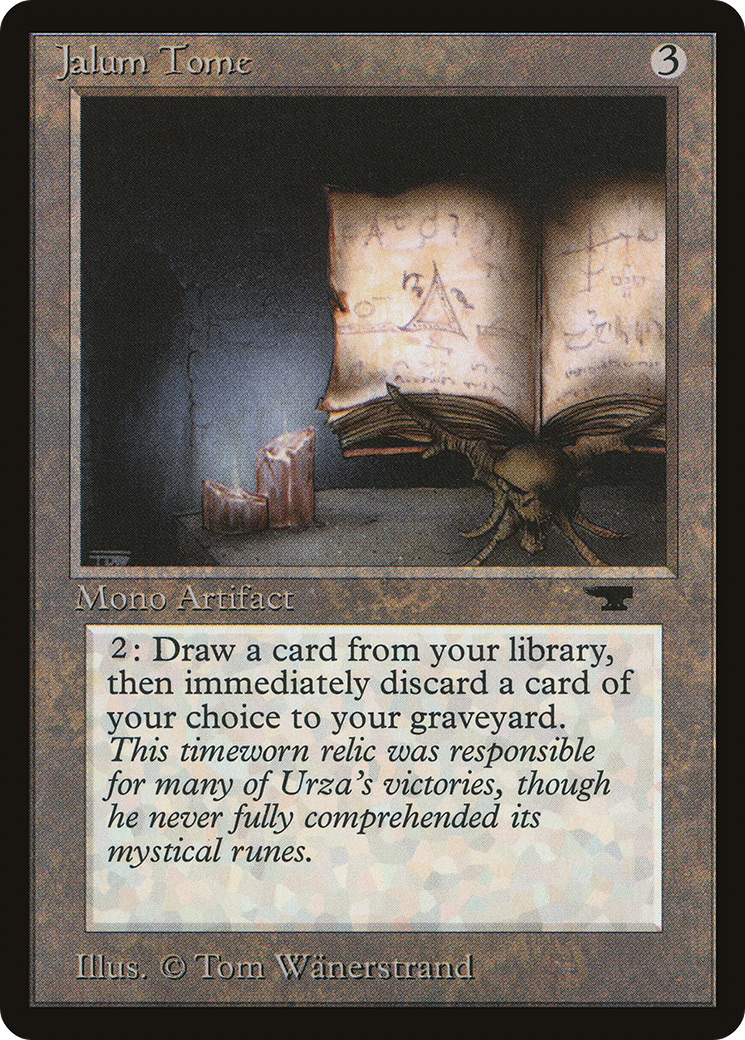 Jalum Tome
3
Mono Artifact
2: Draw a card from your library,
then immediately discard a card of
your choice to your graveyard.
This timeworn relic was responsible
for many of Urza's victories, though
he never fully comprehended its
mystical runes.
Illus. © Tom Wänerstrand